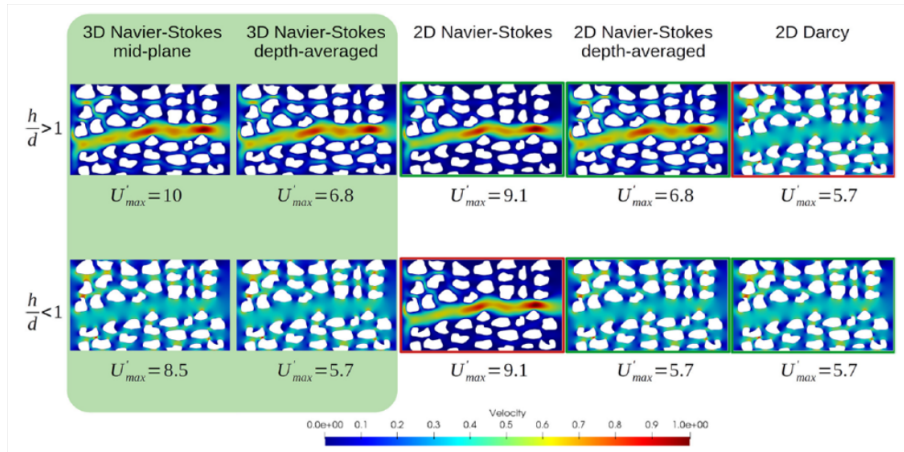 3D Navier-Stokes mid-plane
3D Navier-Stokes depth-averaged
2D Navier-Stokes
2D Navier-Stokes depth-averaged
2D Darcy
h/d > 1
U'max = 10
U'max = 6.8
U'max = 9.1
U'max = 6.8
U'max = 5.7
h/d < 1
U'max = 8.5
U'max = 5.7
U'max = 9.1
U'max = 5.7
U'max = 5.7
Velocity
0.0e+00 0.1 0.2 0.3 0.4 0.5 0.6 0.7 0.8 1.0e+00